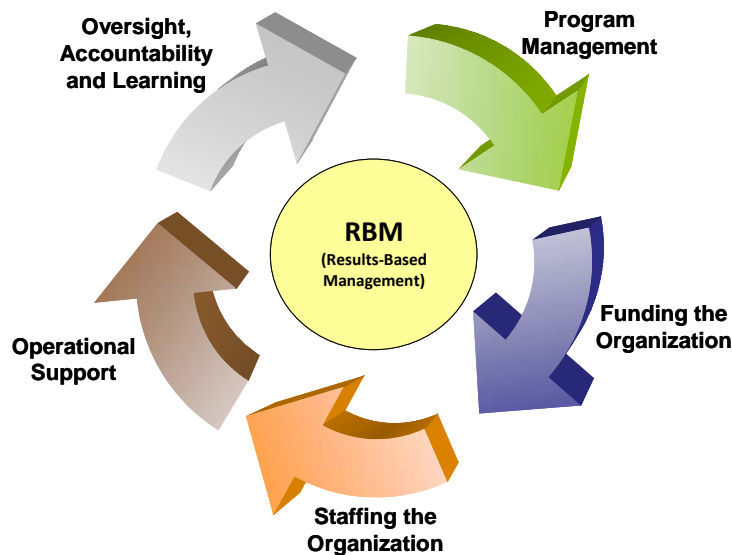 Oversight,
Accountability
and Learning
Program
Management
RBM
(Results-Based
Management)
Funding the
Organization
Staffing the
Organization
Operational
Support